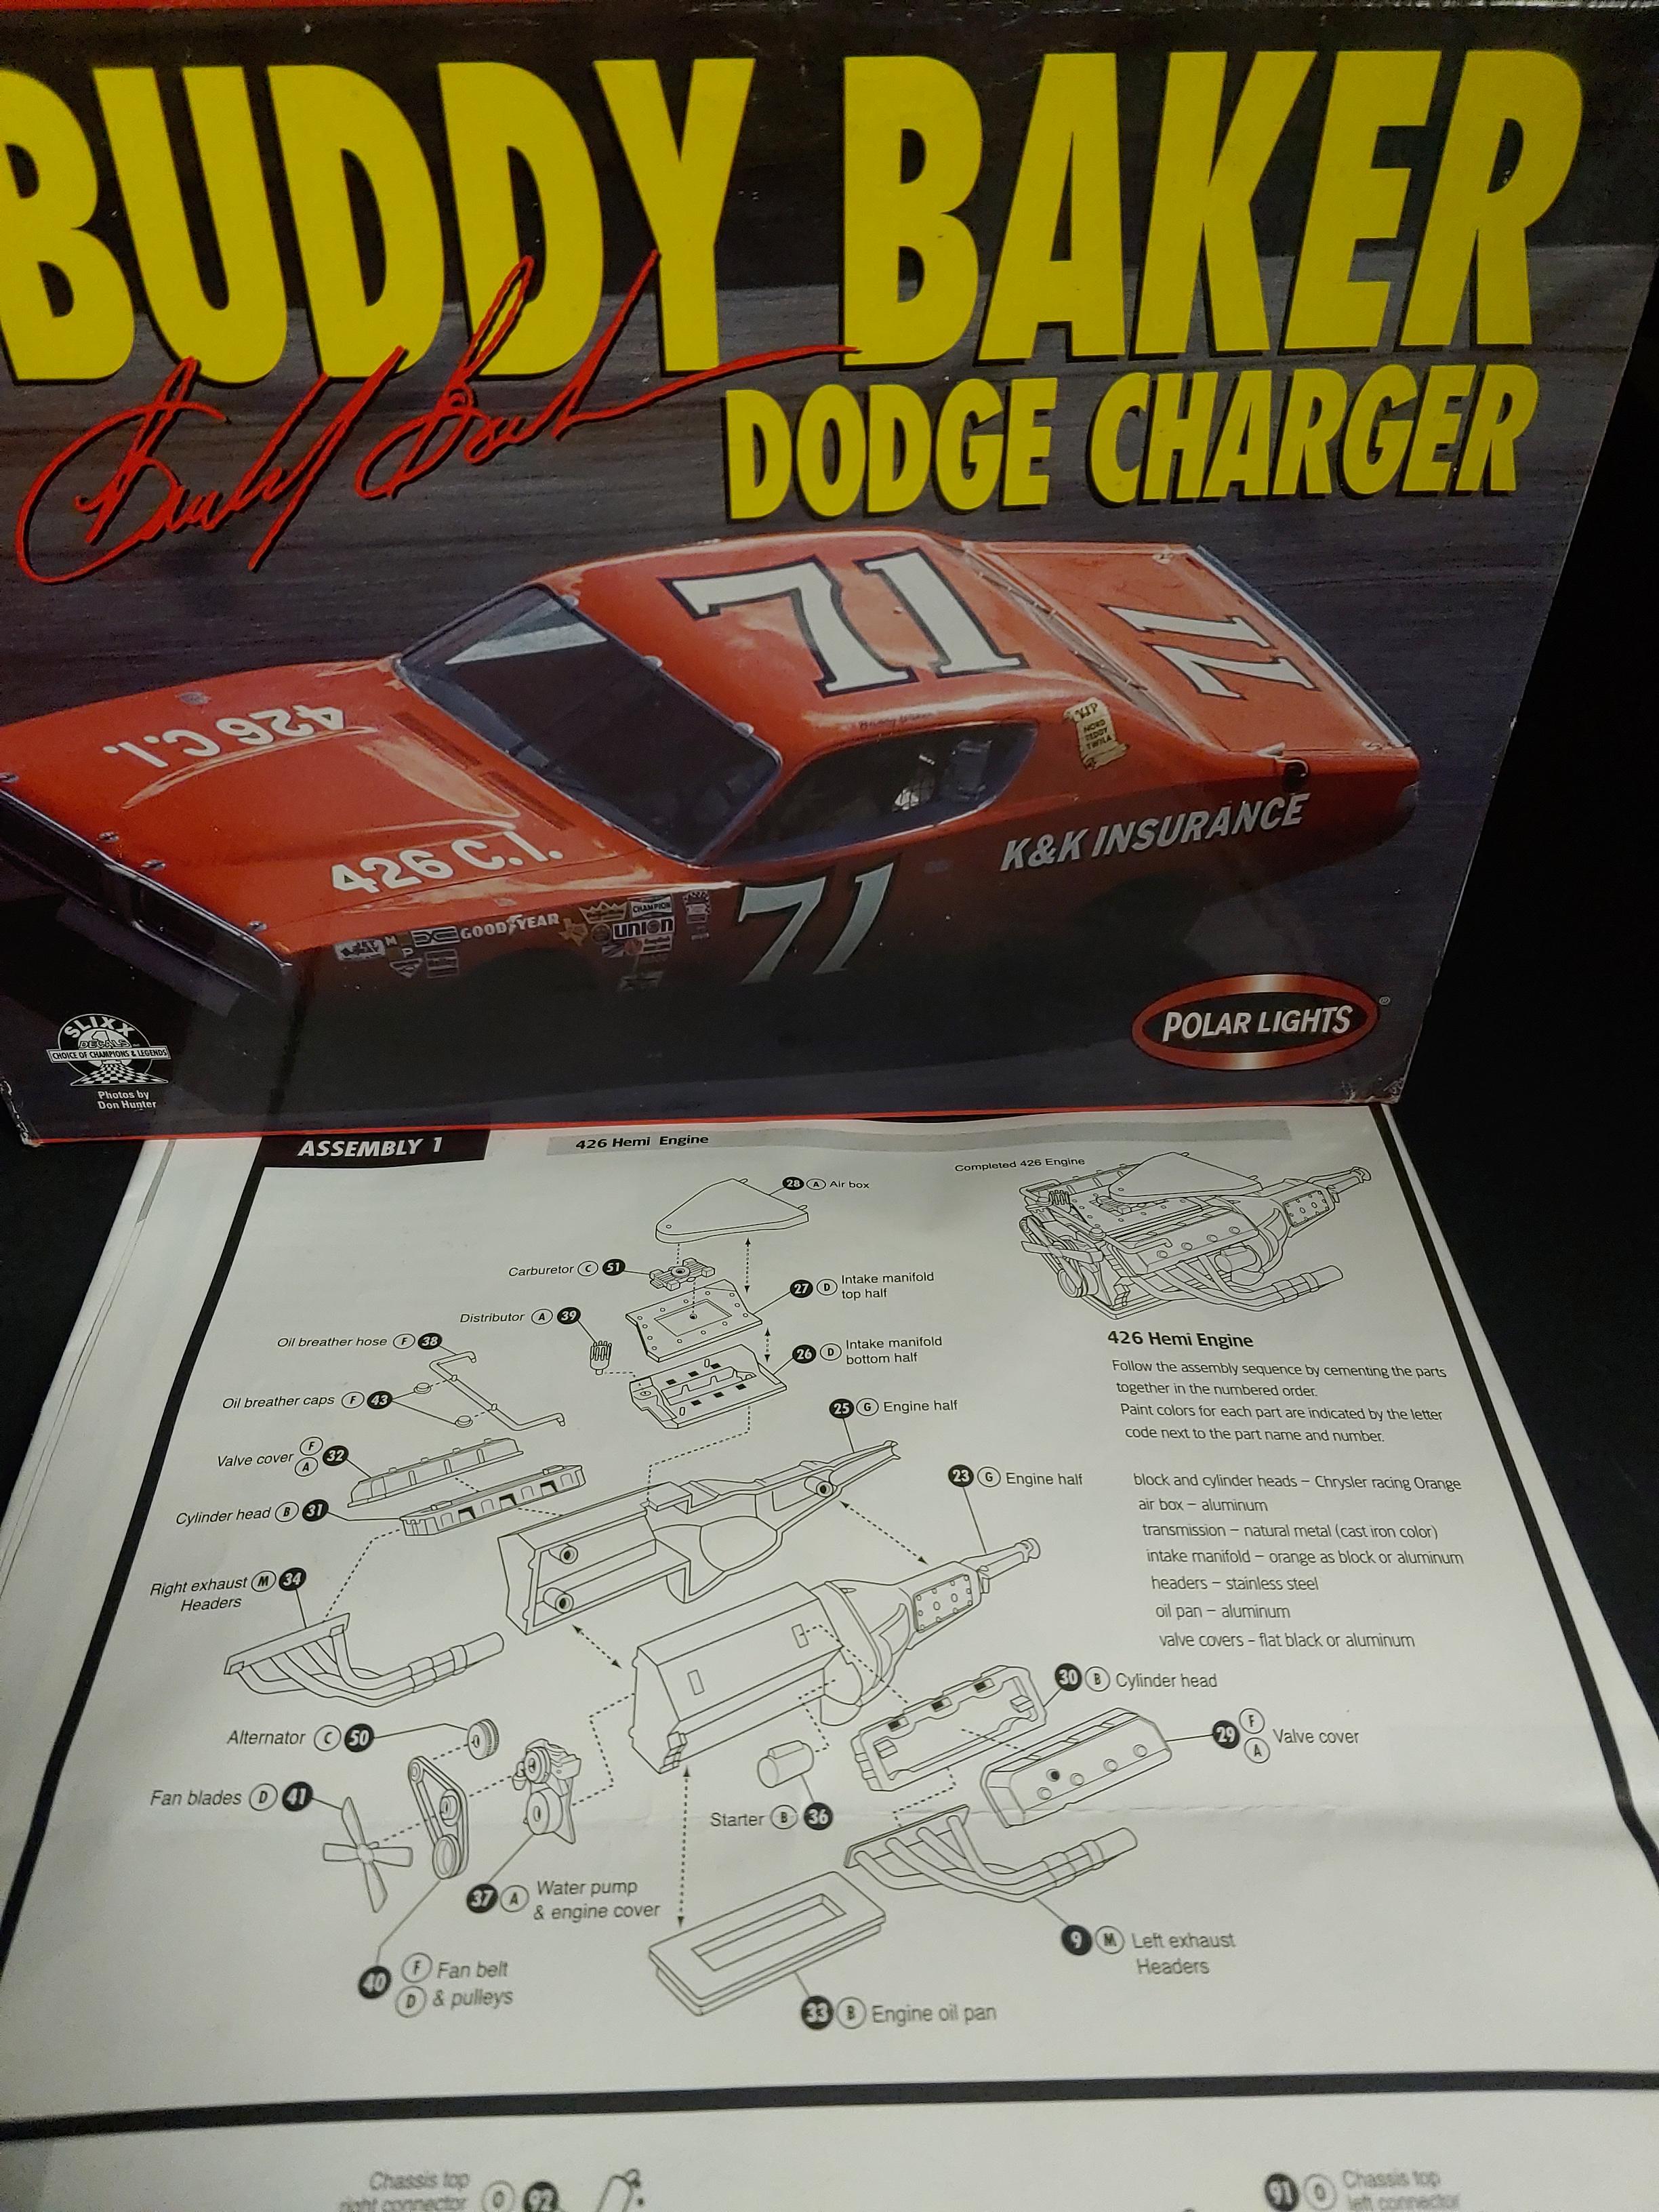 BUDDY BAKER
Buddy Baker
DODGE CHARGER
71
71
426 C.I.
426 C.I.
K&K INSURANCE
71
GOODYEAR
CHAMPION
union
SLIXX
DECALS
CHOICE OF CHAMPIONS & LEGENDS
Photos by
Don Hunter
POLAR LIGHTS®
ASSEMBLY 1
426 Hemi Engine
28 A Air box
Completed 426 Engine
Carburetor C 51
27 D Intake manifold
top half
Distributor A 39
Oil breather hose F 38
26 D Intake manifold
bottom half
Oil breather caps F 43
25 G Engine half
Valve cover F A 32
23 G Engine half
Cylinder head B 31
Right exhaust M 34
Headers
426 Hemi Engine
Follow the assembly sequence by cementing the parts
together in the numbered order.
Paint colors for each part are indicated by the letter
code next to the part name and number.
block and cylinder heads – Chrysler racing Orange
air box – aluminum
transmission – natural metal (cast iron color)
intake manifold – orange as block or aluminum
headers – stainless steel
oil pan – aluminum
valve covers – flat black or aluminum
30 B Cylinder head
Alternator C 50
29 F A Valve cover
Fan blades D 41
Starter B 36
37 A Water pump
& engine cover
9 M Left exhaust
Headers
40 F Fan belt
D & pulleys
33 B Engine oil pan
Chassis top
right connector O 92
91 O Chassis top
left connector